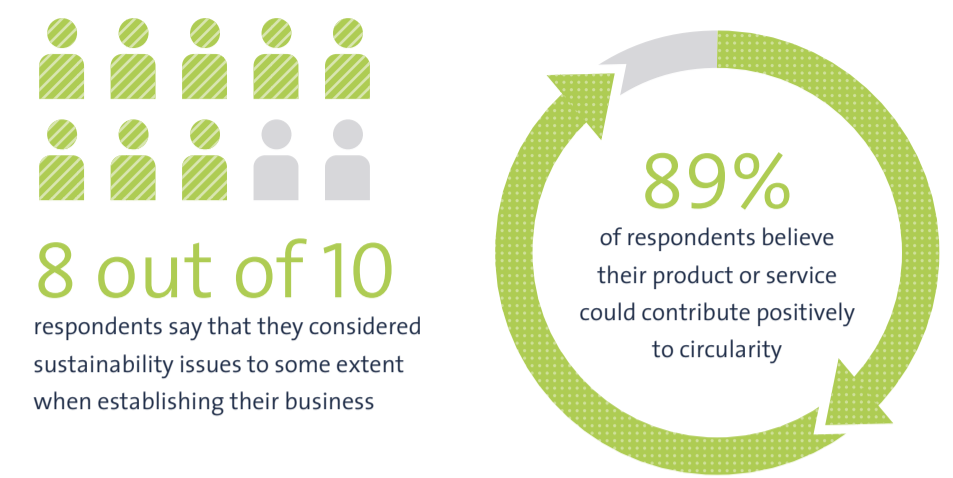 8 out of 10
respondents say that they considered
sustainability issues to some extent
when establishing their business
89%
of respondents believe
their product or service
could contribute positively
to circularity